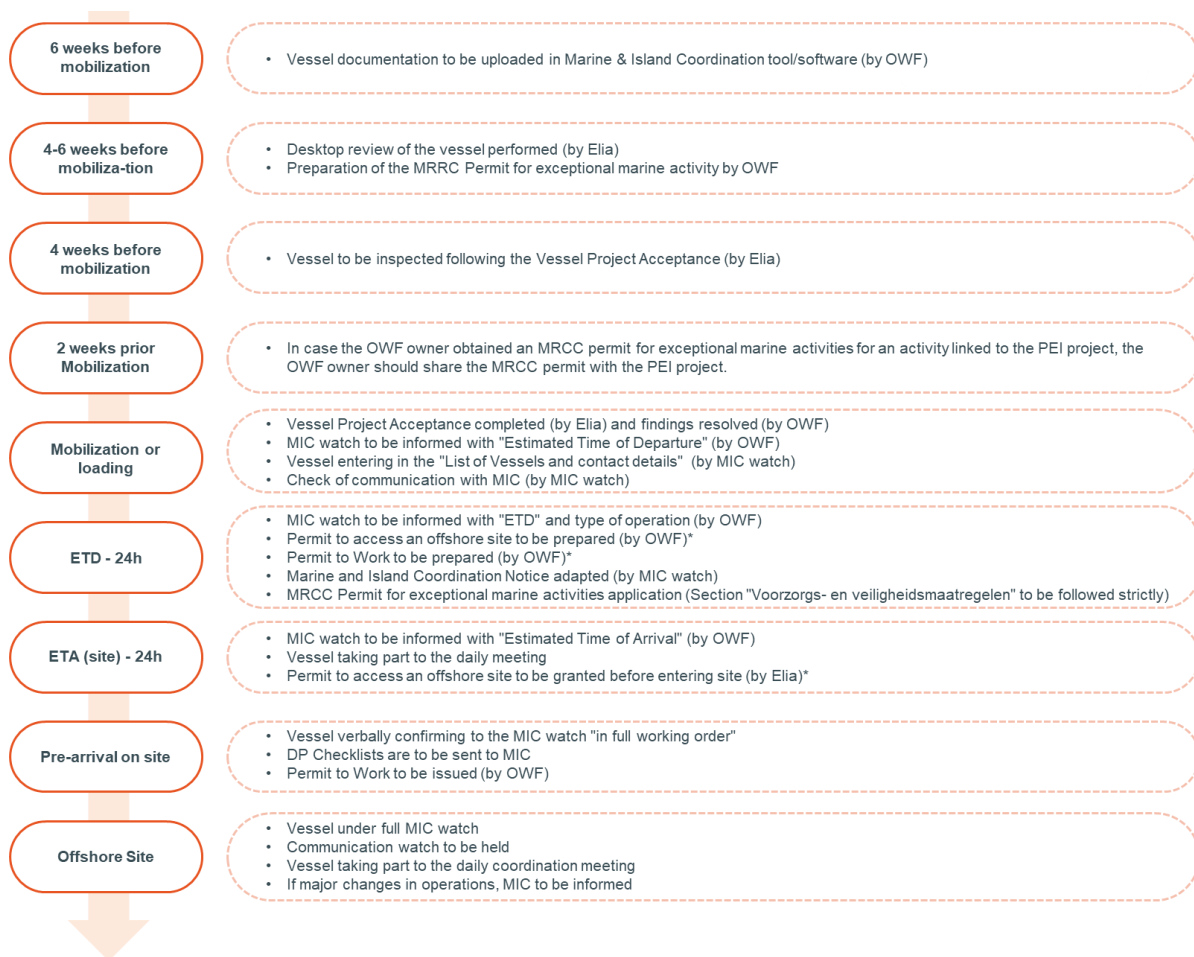 6 weeks before
mobilization
• Vessel documentation to be uploaded in Marine & Island Coordination tool/software (by OWF)
4-6 weeks before
mobiliza-tion
• Desktop review of the vessel performed (by Elia)
• Preparation of the MRRC Permit for exceptional marine activity by OWF
4 weeks before
mobilization
• Vessel to be inspected following the Vessel Project Acceptance (by Elia)
2 weeks prior
Mobilization
• In case the OWF owner obtained an MRCC permit for exceptional marine activities for an activity linked to the PEI project, the
OWF owner should share the MRCC permit with the PEI project.
Mobilization or
loading
• Vessel Project Acceptance completed (by Elia) and findings resolved (by OWF)
• MIC watch to be informed with "Estimated Time of Departure" (by OWF)
• Vessel entering in the "List of Vessels and contact details" (by MIC watch)
• Check of communication with MIC (by MIC watch)
ETD - 24h
• MIC watch to be informed with "ETD" and type of operation (by OWF)
• Permit to access an offshore site to be prepared (by OWF)*
• Permit to Work to be prepared (by OWF)*
• Marine and Island Coordination Notice adapted (by MIC watch)
• MRCC Permit for exceptional marine activities application (Section "Voorzorgs- en veiligheidsmaatregelen" to be followed strictly)
ETA (site) - 24h
• MIC watch to be informed with "Estimated Time of Arrival" (by OWF)
• Vessel taking part to the daily meeting
• Permit to access an offshore site to be granted before entering site (by Elia)*
Pre-arrival on site
• Vessel verbally confirming to the MIC watch "in full working order"
• DP Checklists are to be sent to MIC
• Permit to Work to be issued (by OWF)
Offshore Site
• Vessel under full MIC watch
• Communication watch to be held
• Vessel taking part to the daily coordination meeting
• If major changes in operations, MIC to be informed